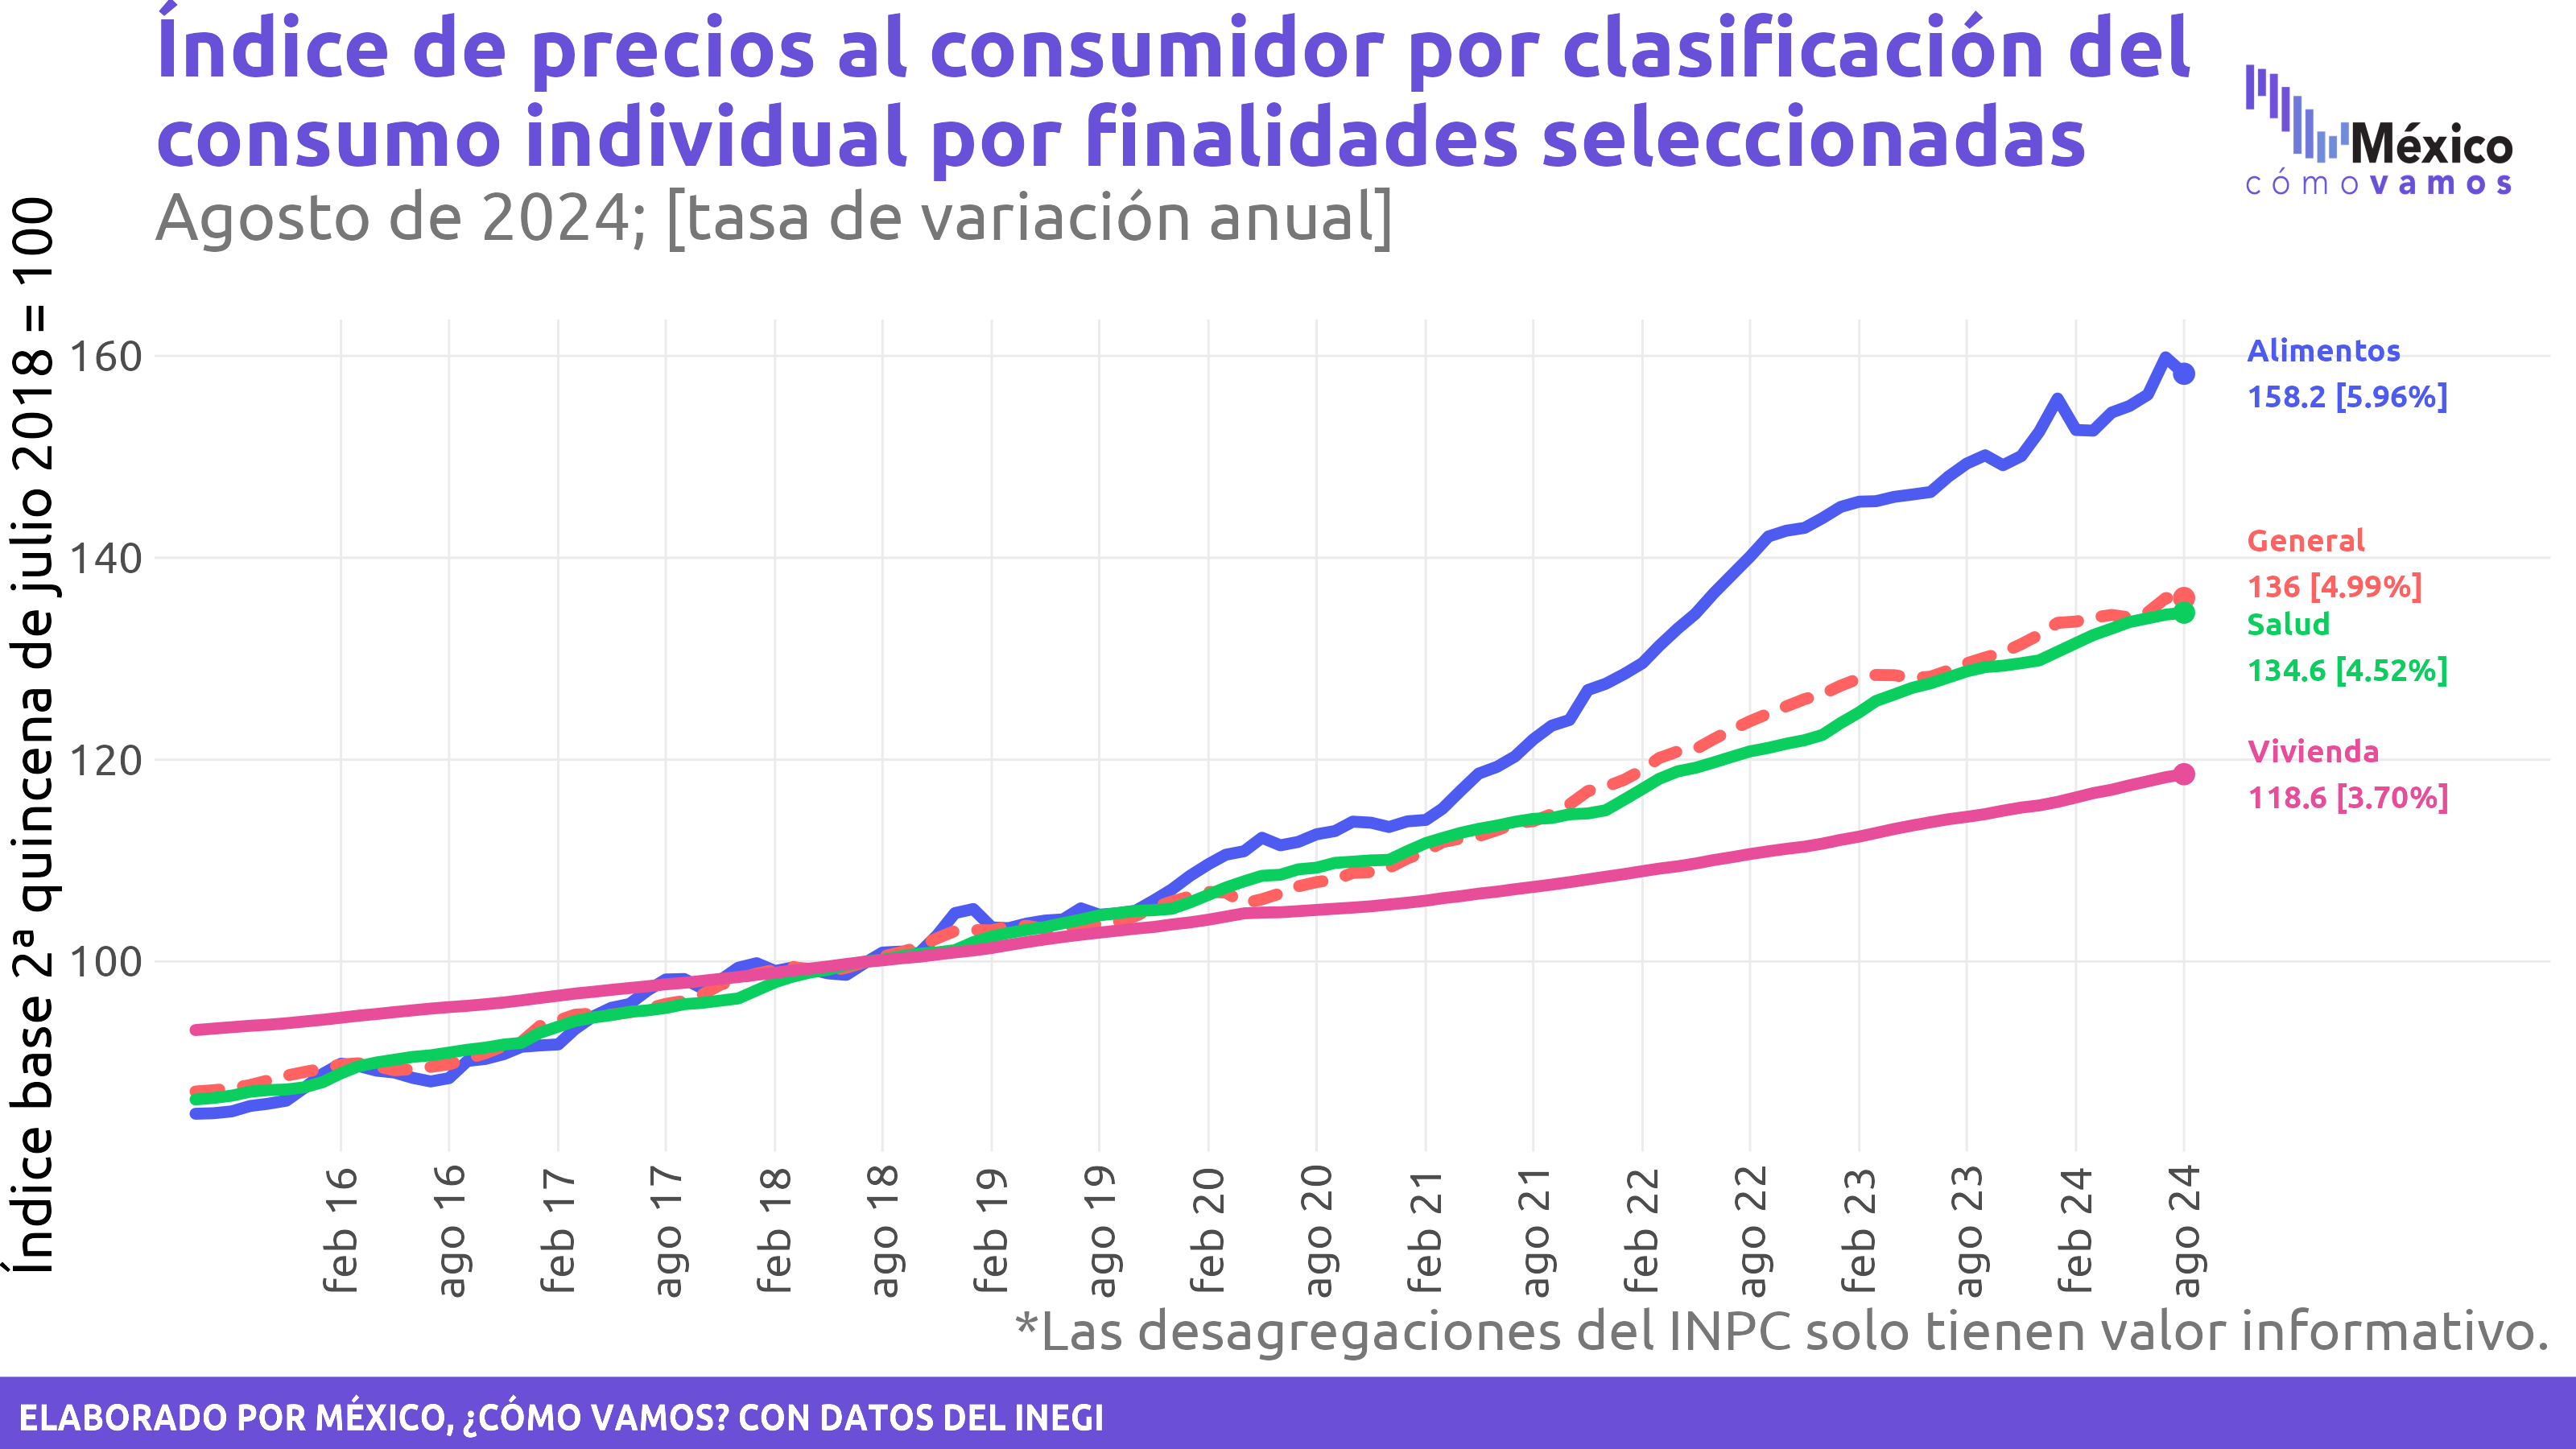 Índice de precios al consumidor por clasificación del
consumo individual por finalidades seleccionadas
Agosto de 2024; [tasa de variación anual]
México
cómo vamos
Índice base 2ª quincena de julio 2018 = 100
160
140
120
100
Alimentos
158.2 [5.96%]
General
136 [4.99%]
Salud
134.6 [4.52%]
Vivienda
118.6 [3.70%]
feb 16
ago 16
feb 17
ago 17
feb 18
ago 18
feb 19
ago 19
feb 20
ago 20
feb 21
ago 21
feb 22
ago 22
feb 23
ago 23
feb 24
ago 24
*Las desagregaciones del INPC solo tienen valor informativo.
ELABORADO POR MÉXICO, ¿CÓMO VAMOS? CON DATOS DEL INEGI